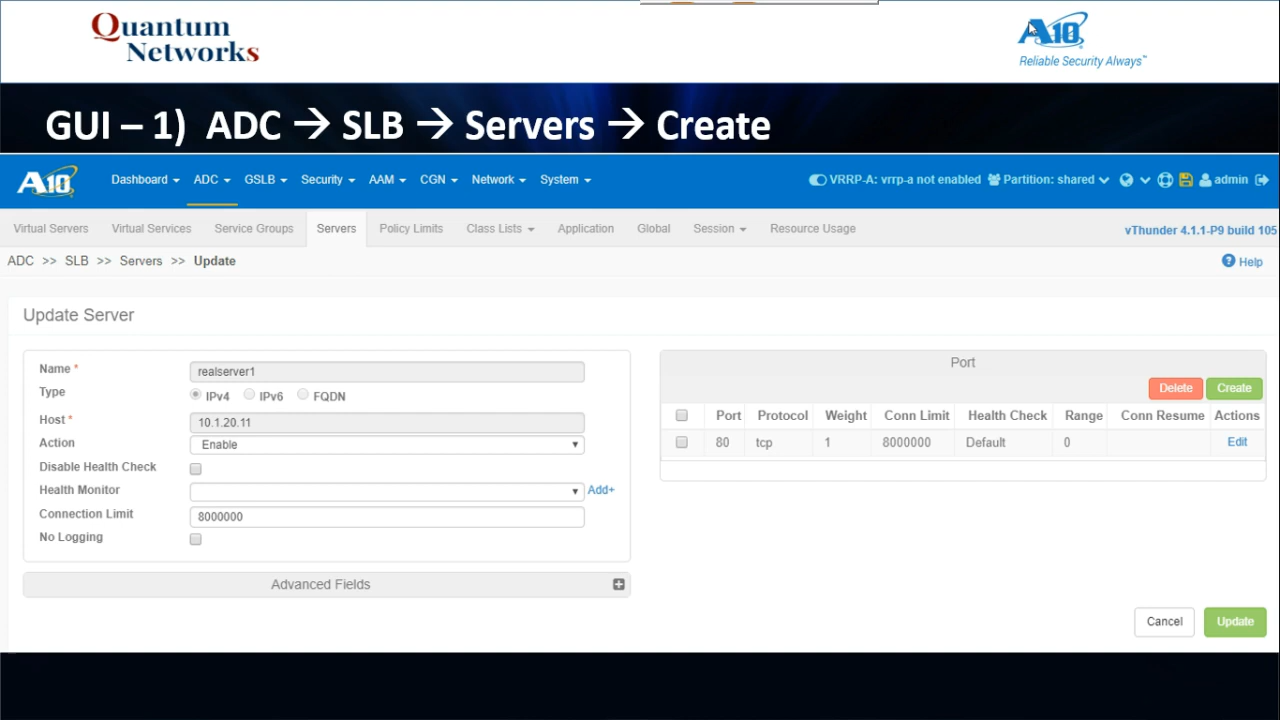 Quantum
Networks
A10
Reliable Security Always™
GUI – 1) ADC → SLB → Servers → Create
A10 Dashboard ADC GSLB Security AAM CGN Network System VRRP-A: vrrp-a not enabled Partition: shared admin
Virtual Servers Virtual Services Service Groups Servers Policy Limits Class Lists Application Global Session Resource Usage vThunder 4.1.1-P9 build 105
ADC >> SLB >> Servers >> Update Help
Update Server
Name * realserver1
Type IPv4 IPv6 FQDN
Host * 10.1.20.11
Action Enable
Disable Health Check
Health Monitor Add+
Connection Limit 8000000
No Logging
Advanced Fields
Port
Delete Create
Port Protocol Weight Conn Limit Health Check Range Conn Resume Actions
80 tcp 1 8000000 Default 0 Edit
Cancel Update